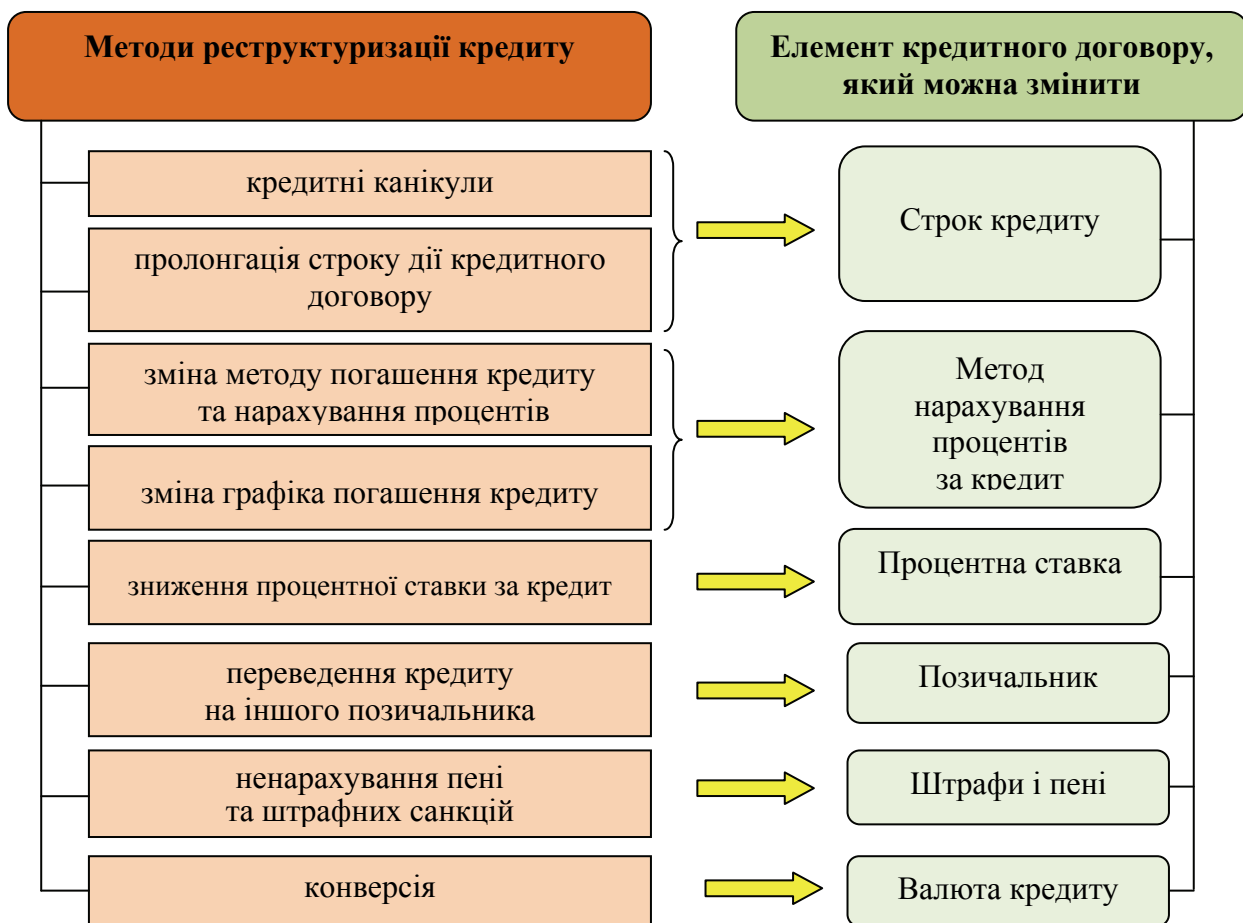 Методи реструктуризації кредиту
Елемент кредитного договору,
який можна змінити
кредитні канікули
пролонгація строку дії кредитного
договору
Строк кредиту
зміна методу погашення кредиту
та нарахування процентів
зміна графіка погашення кредиту
Метод
нарахування
процентів
за кредит
зниження процентної ставки за кредит
Процентна ставка
переведення кредиту
на іншого позичальника
Позичальник
ненарахування пені
та штрафних санкцій
Штрафи і пені
конверсія
Валюта кредиту